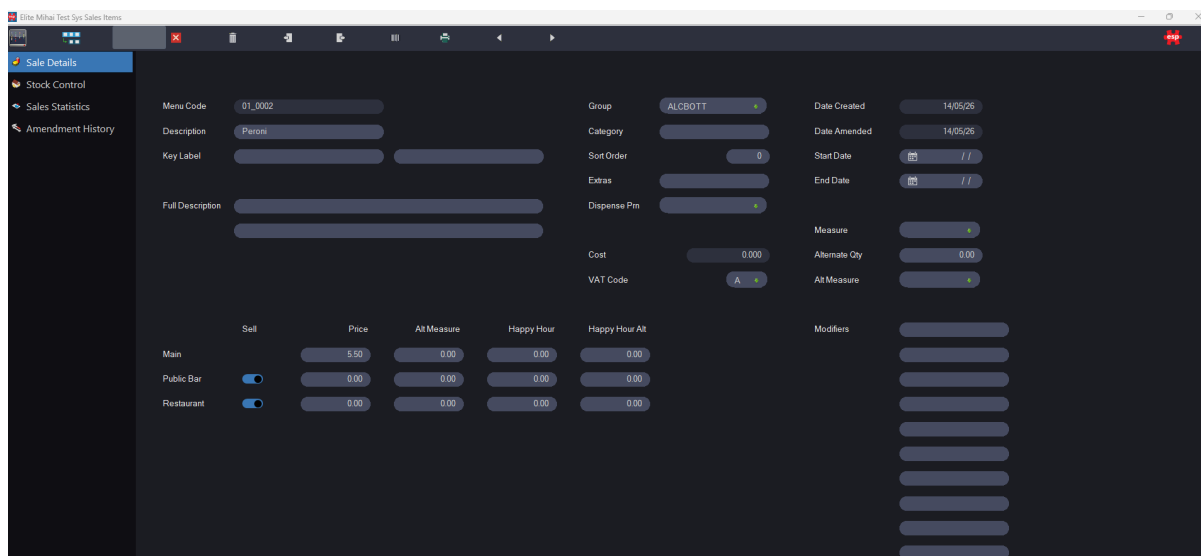 Elite Mihai Test Sys Sales Items
esp
Sale Details
Stock Control
Sales Statistics
Amendment History
Menu Code 01_0002 Group ALCBOTT Date Created 14/05/26
Description Peroni Category Date Amended 14/05/26
Key Label Sort Order 0 Start Date / /
Extras End Date / /
Full Description Dispense Prn
Measure
Cost 0.000 Alternate Qty 0.00
VAT Code A Alt Measure
Sell Price Alt Measure Happy Hour Happy Hour Alt Modifiers
Main 5.50 0.00 0.00 0.00
Public Bar 0.00 0.00 0.00 0.00
Restaurant 0.00 0.00 0.00 0.00